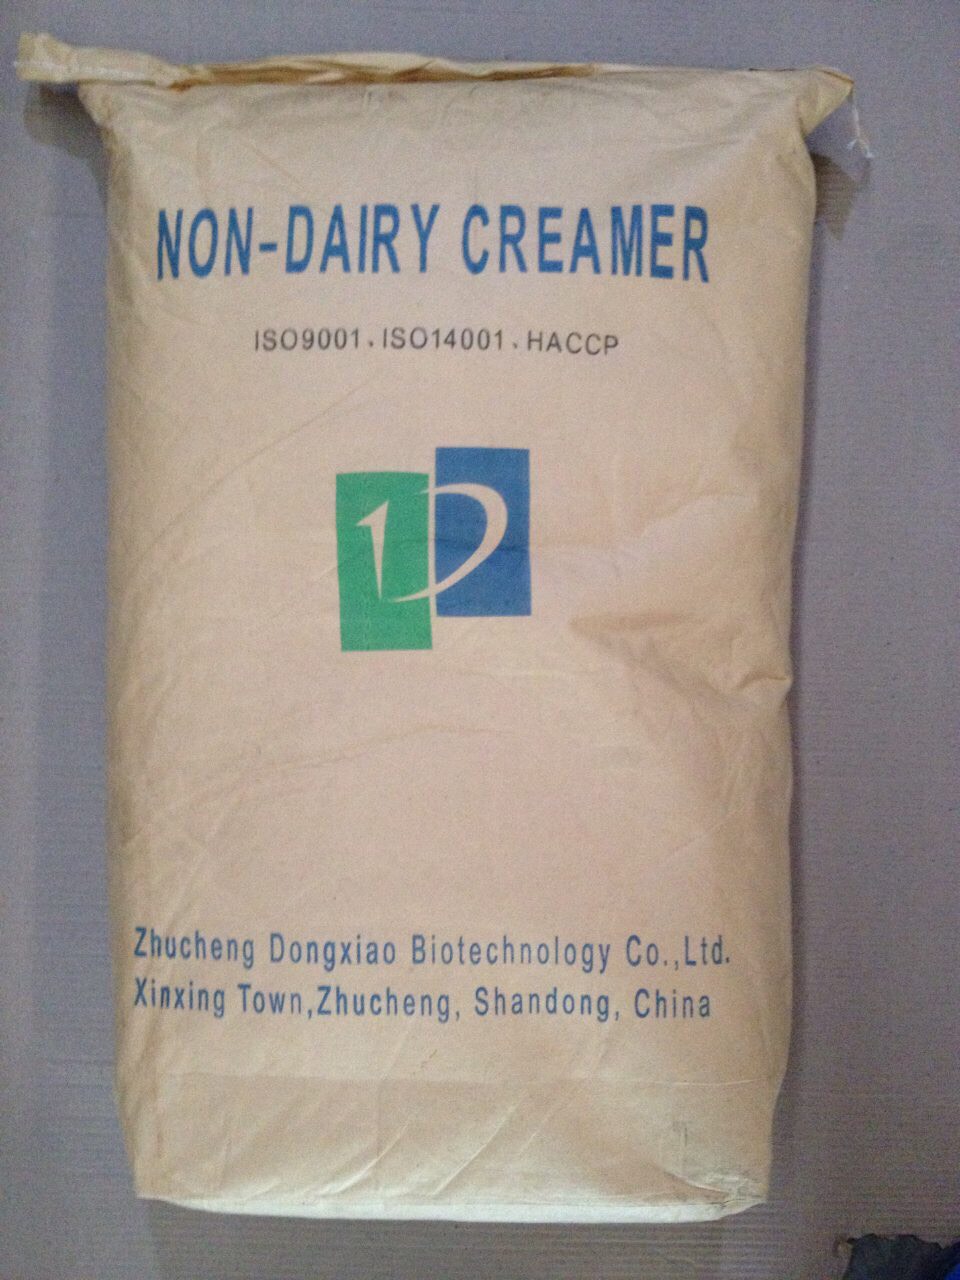 NON-DAIRY CREAMER
ISO9001、ISO14001、HACCP
Zhucheng Dongxiao Biotechnology Co.,Ltd.
Xinxing Town,Zhucheng, Shandong, China